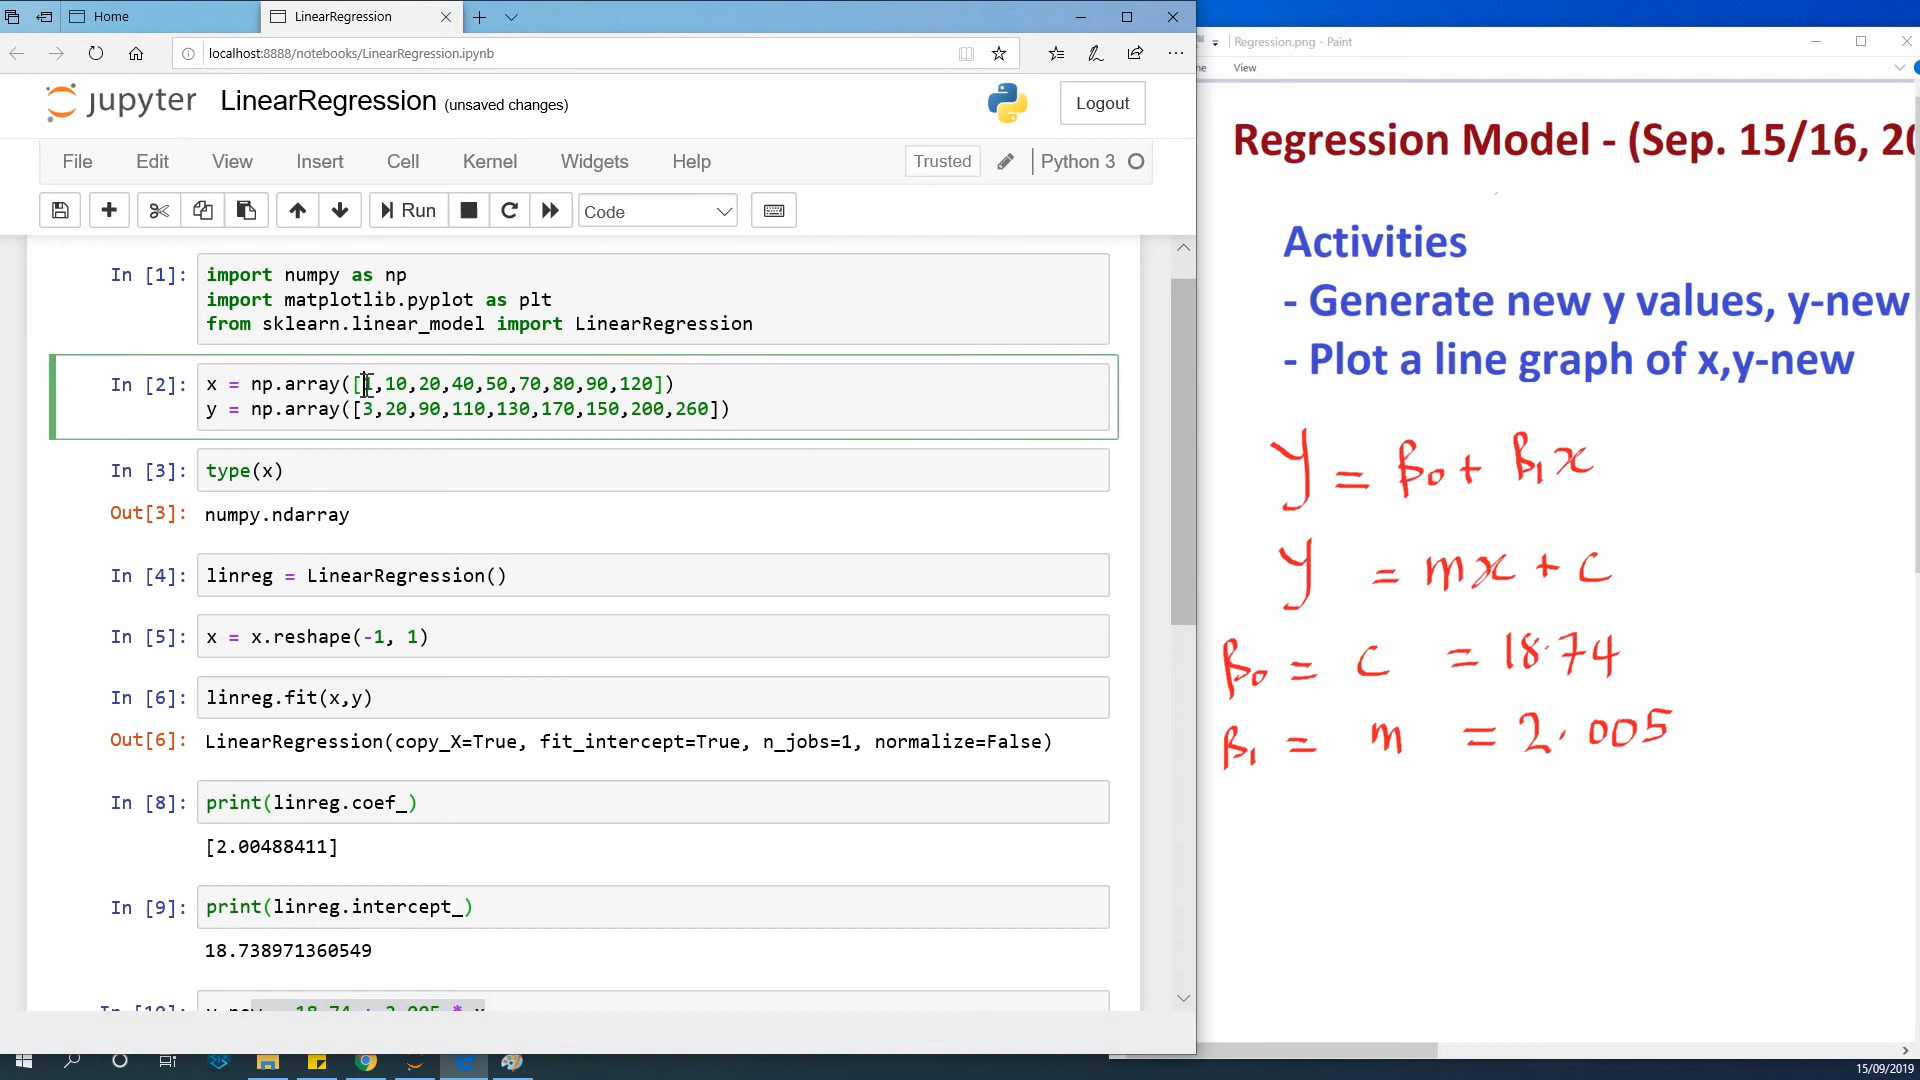 Home
LinearRegression
localhost:8888/notebooks/LinearRegression.ipynb
jupyter LinearRegression (unsaved changes)
Logout
File Edit View Insert Cell Kernel Widgets Help
Trusted
Python 3
Run
Code
In [1]:
import numpy as np
import matplotlib.pyplot as plt
from sklearn.linear_model import LinearRegression
In [2]:
x = np.array([1,10,20,40,50,70,80,90,120])
y = np.array([3,20,90,110,130,170,150,200,260])
In [3]:
type(x)
Out[3]:
numpy.ndarray
In [4]:
linreg = LinearRegression()
In [5]:
x = x.reshape(-1, 1)
In [6]:
linreg.fit(x,y)
Out[6]:
LinearRegression(copy_X=True, fit_intercept=True, n_jobs=1, normalize=False)
In [8]:
print(linreg.coef_)
[2.00488411]
In [9]:
print(linreg.intercept_)
18.738971360549
Regression.png - Paint
View
Regression Model - (Sep. 15/16, 20
Activities
- Generate new y values, y-new
- Plot a line graph of x,y-new
y = β0 + β1x
y = mx + c
β0 = c = 18.74
β1 = m = 2.005
15/09/2019